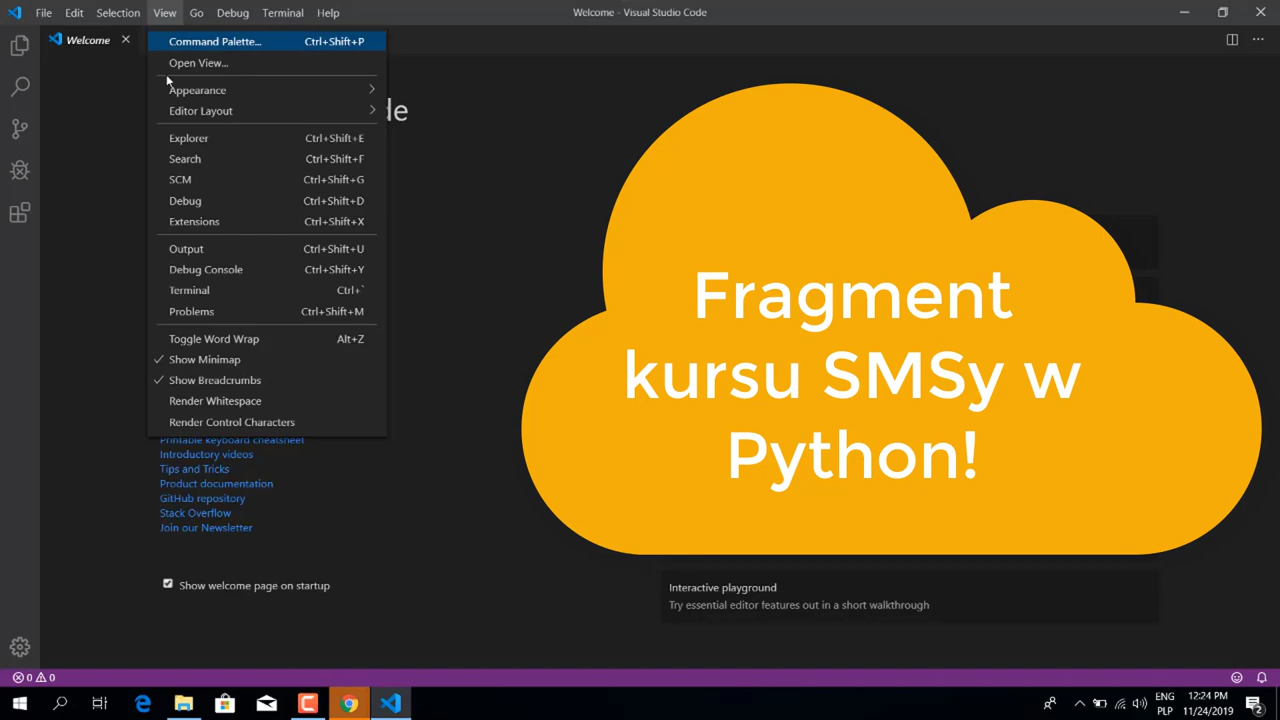 File Edit Selection View Go Debug Terminal Help
Welcome - Visual Studio Code
Welcome
Command Palette... Ctrl+Shift+P
Open View...
Appearance
Editor Layout
de
Explorer Ctrl+Shift+E
Search Ctrl+Shift+F
SCM Ctrl+Shift+G
Debug Ctrl+Shift+D
Extensions Ctrl+Shift+X
Output Ctrl+Shift+U
Debug Console Ctrl+Shift+Y
Terminal Ctrl+`
Problems Ctrl+Shift+M
Toggle Word Wrap Alt+Z
Show Minimap
Show Breadcrumbs
Render Whitespace
Render Control Characters
Printable keyboard cheatsheet
Introductory videos
Tips and Tricks
Product documentation
GitHub repository
Stack Overflow
Join our Newsletter
Show welcome page on startup
Fragment
kursu SMSy w
Python!
Interactive playground
Try essential editor features out in a short walkthrough
0 0
ENG 12:24 PM
PLP 11/24/2019
2